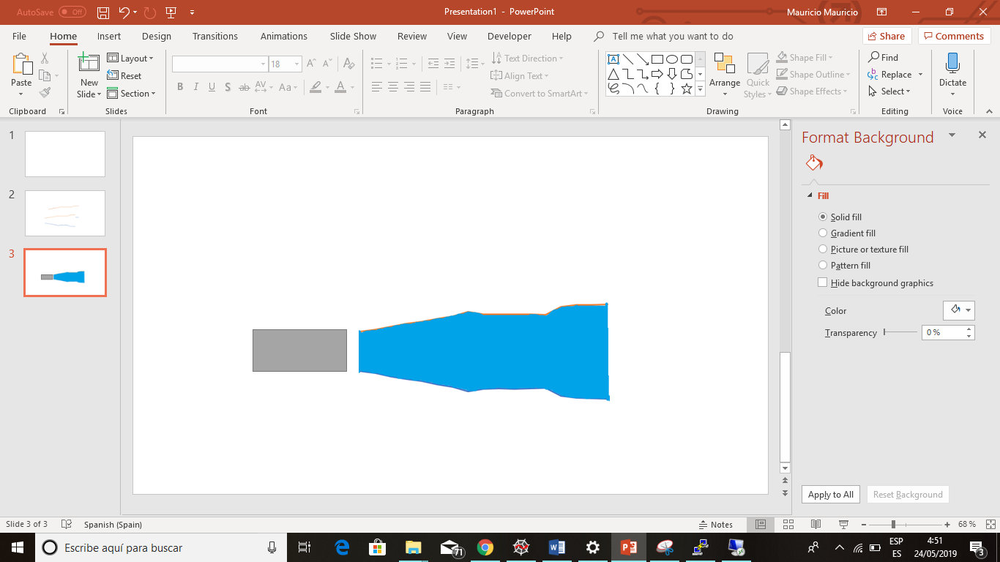 AutoSave Off
Presentation1 - PowerPoint
Mauricio Mauricio
File Home Insert Design Transitions Animations Slide Show Review View Developer Help Tell me what you want to do Share Comments
Paste
Clipboard
New Slide
Layout
Reset
Section
Slides
18
B I U S ab AV Aa A
Font
Text Direction
Align Text
Convert to SmartArt
Paragraph
Arrange
Quick Styles
Shape Fill
Shape Outline
Shape Effects
Drawing
Find
Replace
Select
Editing
Dictate
Voice
1
2
3
Format Background
Fill
Solid fill
Gradient fill
Picture or texture fill
Pattern fill
Hide background graphics
Color
Transparency 0 %
Apply to All Reset Background
Slide 3 of 3 Spanish (Spain) Notes 68 %
Escribe aquí para buscar
71
ESP
ES
4:51
24/05/2019
3